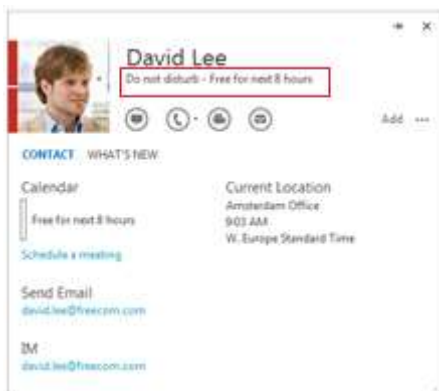 David Lee
Do not disturb - Free for next 8 hours
Add
CONTACT WHAT'S NEW
Calendar
Free for next 8 hours
Schedule a meeting
Current Location
Amsterdam Office
9:03 AM
W. Europe Standard Time
Send Email
david.lee@freecom.com
IM
david.lee@freecom.com